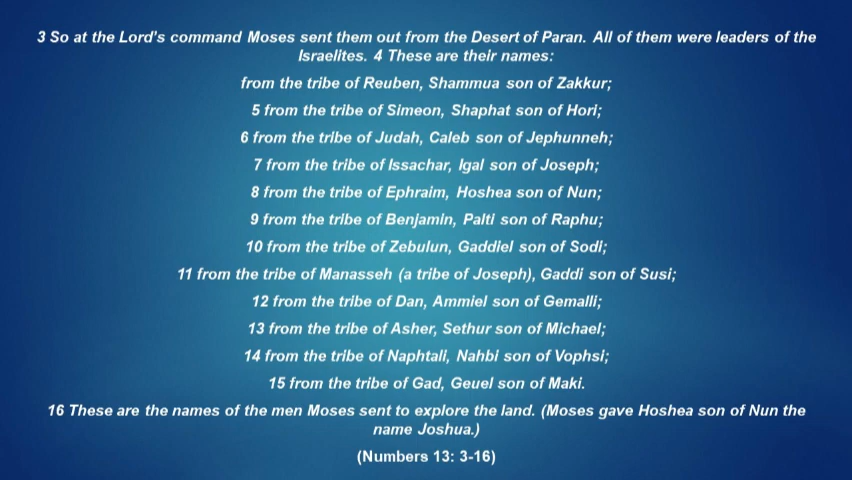 3 So at the Lord's command Moses sent them out from the Desert of Paran. All of them were leaders of the
Israelites. 4 These are their names:
from the tribe of Reuben, Shammua son of Zakkur;
5 from the tribe of Simeon, Shaphat son of Hori;
6 from the tribe of Judah, Caleb son of Jephunneh;
7 from the tribe of Issachar, Igal son of Joseph;
8 from the tribe of Ephraim, Hoshea son of Nun;
9 from the tribe of Benjamin, Palti son of Raphu;
10 from the tribe of Zebulun, Gaddiel son of Sodi;
11 from the tribe of Manasseh (a tribe of Joseph), Gaddi son of Susi;
12 from the tribe of Dan, Ammiel son of Gemalli;
13 from the tribe of Asher, Sethur son of Michael;
14 from the tribe of Naphtali, Nahbi son of Vophsi;
15 from the tribe of Gad, Geuel son of Maki.
16 These are the names of the men Moses sent to explore the land. (Moses gave Hoshea son of Nun the
name Joshua.)
(Numbers 13: 3-16)